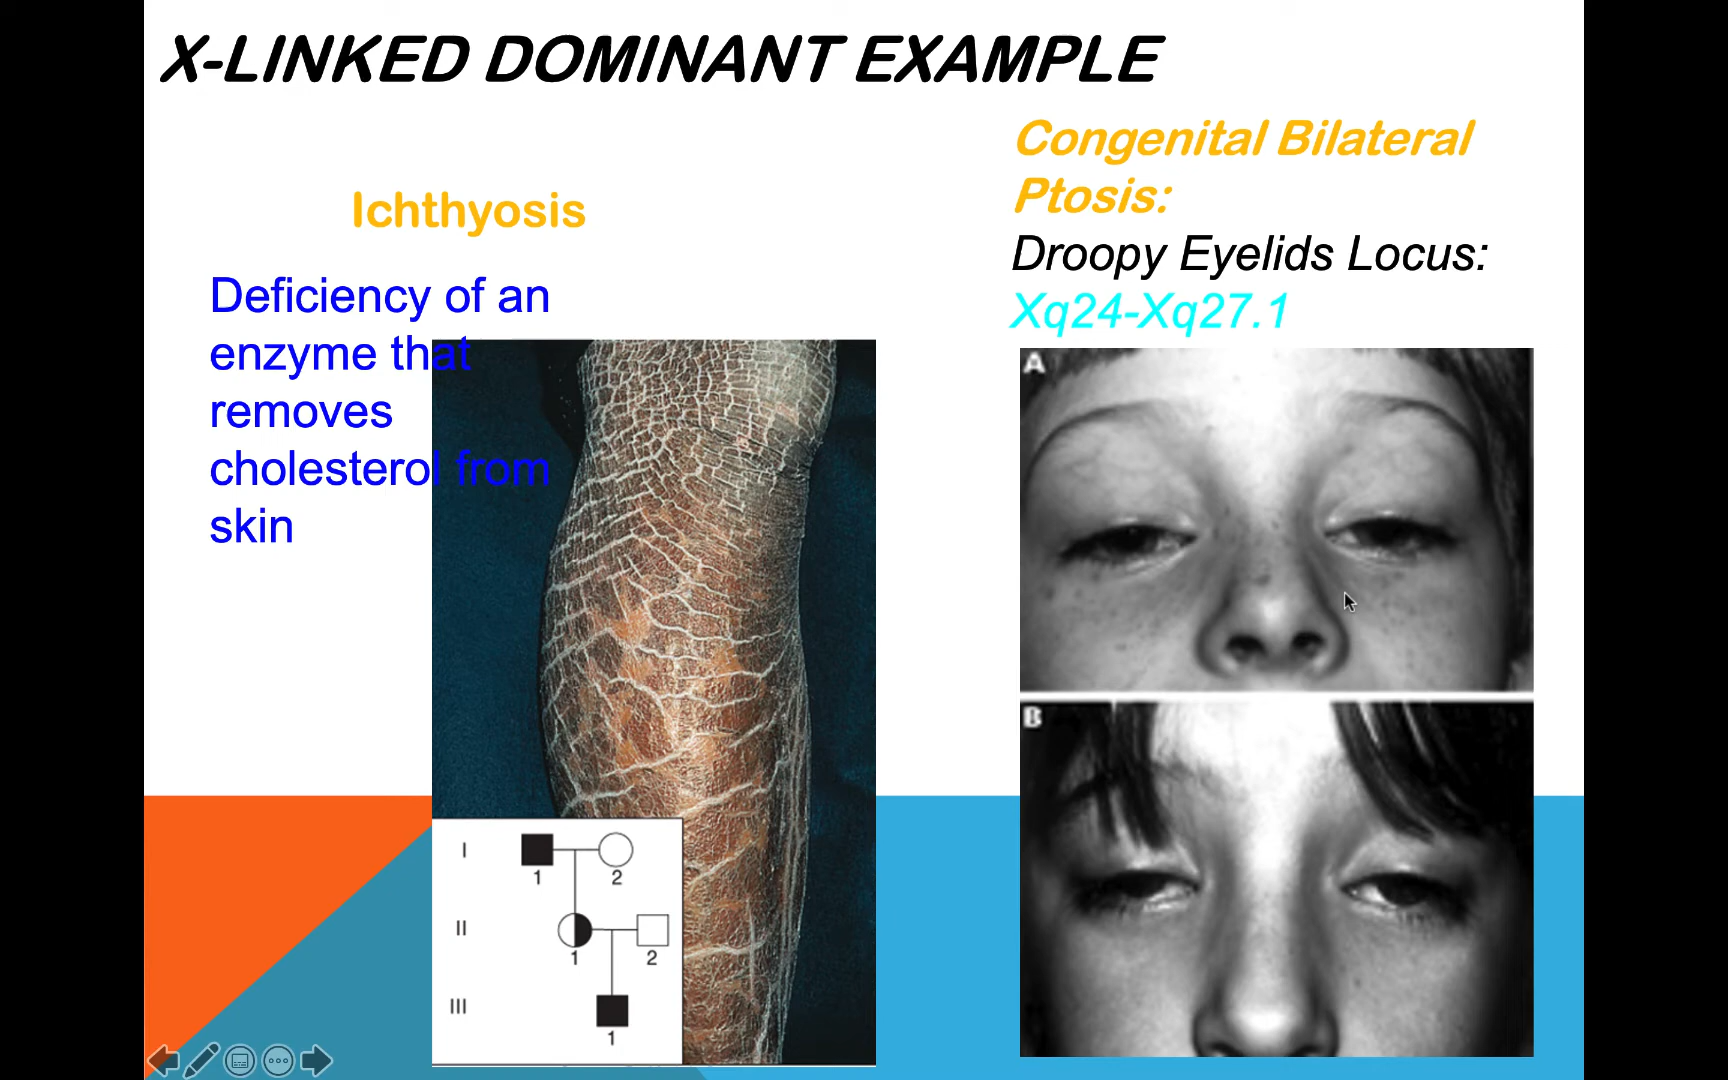 X-LINKED DOMINANT EXAMPLE
Ichthyosis
Deficiency of an
enzyme that
removes
cholesterol from
skin
I
1
2
II
1
2
III
1
Congenital Bilateral
Ptosis:
Droopy Eyelids Locus:
Xq24-Xq27.1
A
B